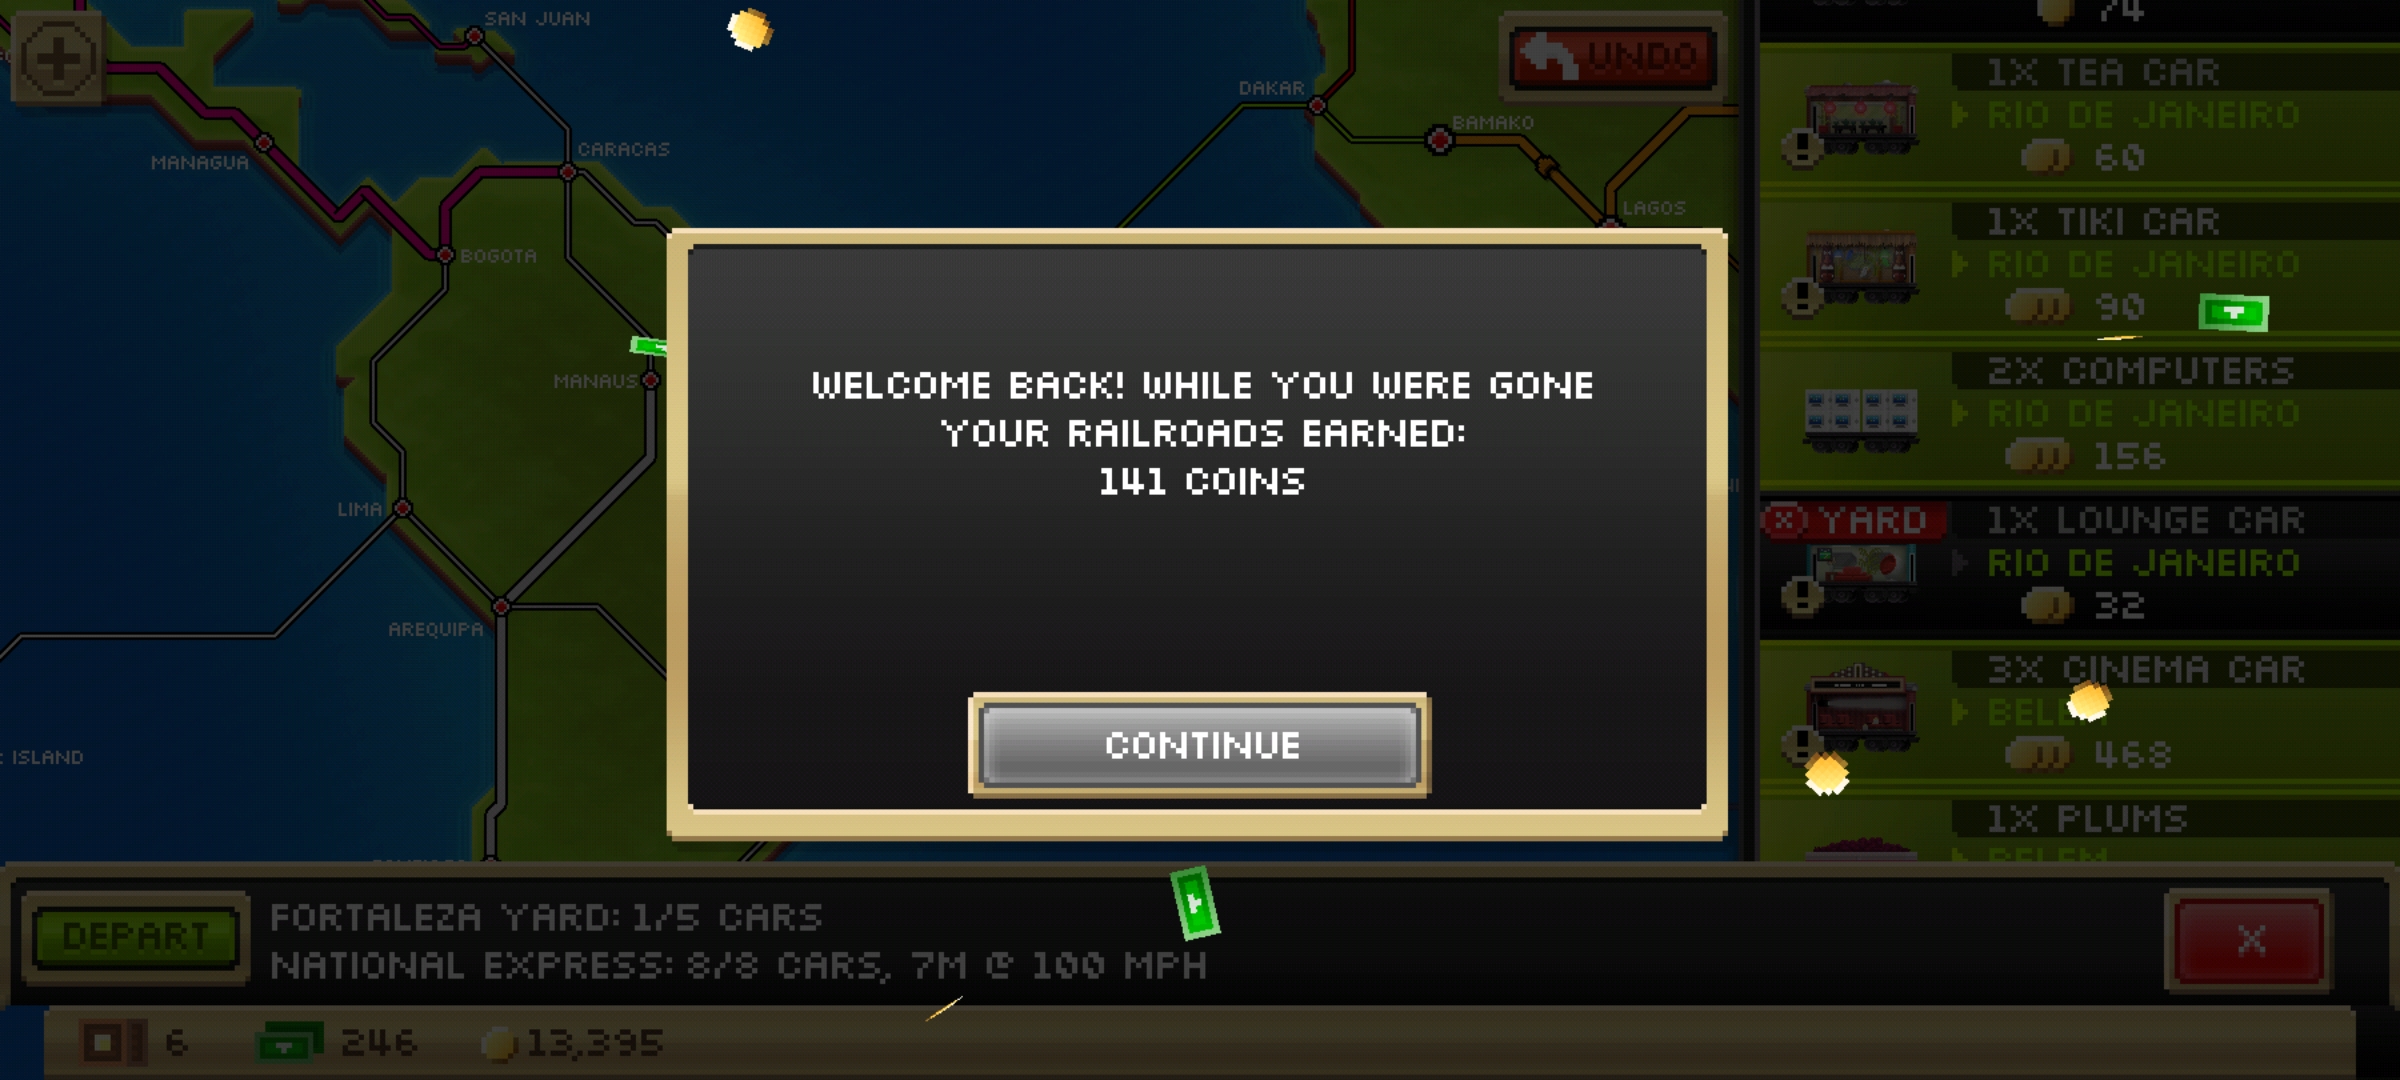 SAN JUAN
MANAGUA
CARACAS
BOGOTA
MANAUS
LIMA
AREQUIPA
ISLAND
DAKAR
BAMAKO
LAGOS
UNDO
WELCOME BACK! WHILE YOU WERE GONE
YOUR RAILROADS EARNED:
141 COINS
CONTINUE
74
1X TEA CAR
RIO DE JANEIRO
60
1X TIKI CAR
RIO DE JANEIRO
90
2X COMPUTERS
RIO DE JANEIRO
156
YARD
1X LOUNGE CAR
RIO DE JANEIRO
32
3X CINEMA CAR
468
1X PLUMS
BELEM
DEPART
FORTALEZA YARD: 1/5 CARS
NATIONAL EXPRESS: 8/8 CARS, 7M @ 100 MPH
X
6
246
13,395